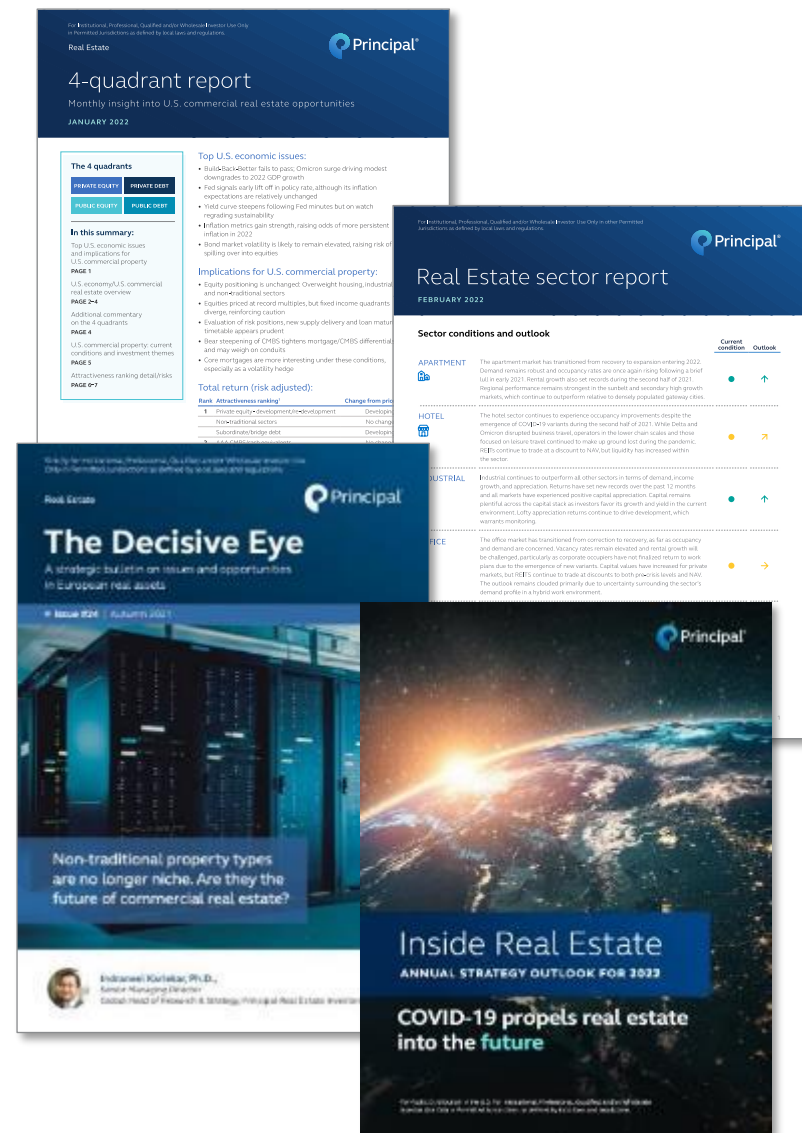 For Institutional, Professional, Qualified and/or Wholesale Investor Use Only
in Permitted Jurisdictions as defined by local laws and regulations.
Real Estate
Principal®
4-quadrant report
Monthly insight into U.S. commercial real estate opportunities
JANUARY 2022
The 4 quadrants
PRIVATE EQUITY
PRIVATE DEBT
PUBLIC EQUITY
PUBLIC DEBT
In this summary:
Top U.S. economic issues
and implications for
U.S. commercial property
PAGE 1
U.S. economy/U.S. commercial
real estate overview
PAGE 2–4
Additional commentary
on the 4 quadrants
PAGE 4
U.S. commercial property: current
conditions and investment themes
PAGE 5
Attractiveness ranking detail/risks
PAGE 6–7
Top U.S. economic issues:
• Build-Back-Better fails to pass; Omicron surge driving modest
downgrades to 2022 GDP growth
• Fed signals early lift off in policy rate, although its inflation
expectations are relatively unchanged
• Yield curve steepens following Fed minutes but on watch
regrading sustainability
• Inflation metrics gain strength, raising odds of more persistent
inflation in 2022
• Bond market volatility is likely to remain elevated, raising risk of
spilling over into equities
Implications for U.S. commercial property:
• Equity positioning is unchanged: Overweight housing, industrial
and non-traditional sectors
• Equities priced at record multiples, but fixed income quadrants
diverge, reinforcing caution
• Evaluation of risk positions, new supply delivery and loan
timetable appears prudent
• Bear steepening of CMBS tightens mortgage/CMBS
and may weigh on conduits
• Core mortgages are more interesting under these conditions,
especially as a volatility hedge
Total return (risk adjusted):
Rank Attractiveness ranking¹ Change from
1 Private equity-development/re-development
Non-traditional sectors No
Subordinate/bridge debt
For Institutional, Professional, Qualified and/or Wholesale Investor Use Only in other Permitted
Jurisdictions as defined by local laws and regulations.
Principal®
Real Estate sector report
FEBRUARY 2022
Sector conditions and outlook
Current
condition Outlook
APARTMENT
The apartment market has transitioned from recovery to expansion entering 2022.
Demand remains robust and occupancy rates are once again rising following a brief
lull in early 2021. Rental growth also set records during the second half of 2021.
Regional performance remains strongest in the sunbelt and secondary high growth
markets, which continue to outperform relative to densely populated gateway cities.
HOTEL
The hotel sector continues to experience occupancy improvements despite the
emergence of COVID-19 variants during the second half of 2021. While Delta and
Omicron disrupted business travel, operators in the lower chain scales and those
focused on leisure travel continued to make up ground lost during the pandemic.
REITs continue to trade at a discount to NAV, but liquidity has increased within
the sector.
Industrial continues to outperform all other sectors in terms of demand, income
growth, and appreciation. Returns have set new records over the past 12 months
and all markets have experienced positive capital appreciation. Capital remains
plentiful across the capital stack as investors favor its growth and yield in the current
environment. Lofty appreciation returns continue to drive development, which
warrants monitoring.
The office market has transitioned from correction to recovery, as far as occupancy
and demand are concerned. Vacancy rates remain elevated and rental growth will
be challenged, particularly as corporate occupiers have not finalized return to work
plans due to the emergence of new variants. Capital values have increased for private
markets; but REITS continue to trade at discounts to both pre-crisis levels and NAV.
The outlook remains clouded primarily due to uncertainty surrounding the sector's
demand profile in a hybrid work environment.
Real Estate
Principal
The Decisive Eye
A strategic bulletin on issues and opportunities
in European real assets
Issue #24 | Autumn 2021
Non-traditional property types
are no longer niche. Are they the
future of commercial real estate?
Indraneel Karlekar, Ph.D.,
Senior Managing Director
Global Head of Research & Strategy, Principal Real Estate
Principal®
Inside Real Estate
ANNUAL STRATEGY OUTLOOK FOR 2022
COVID-19 propels real estate
into the future